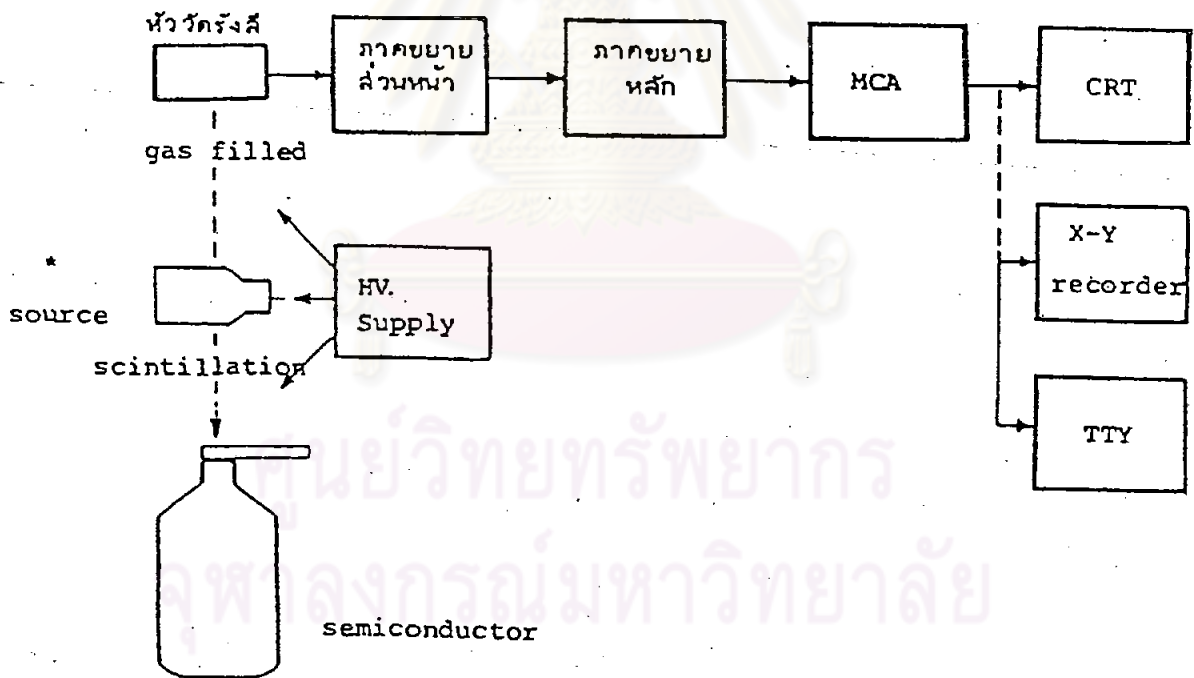 หัววัดรังสี
ภาคขยาย
ส่วนหน้า
ภาคขยาย
หลัก
MCA
CRT
gas filled
X-Y
recorder
*
source
HV.
Supply
scintillation
TTY
semiconductor
ศูนย์วิทยทรัพยากร
จุฬาลงกรณ์มหาวิทยาลัย